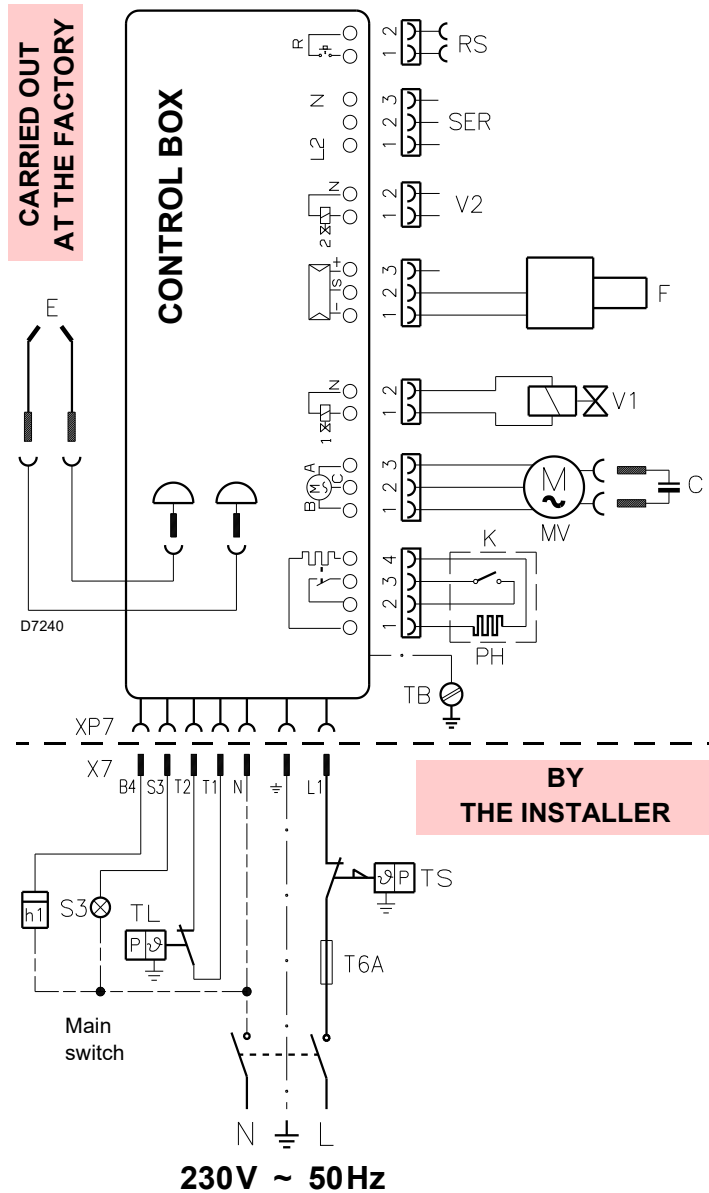 CARRIED OUT
AT THE FACTORY
CONTROL BOX
R
1 2
RS
N
L2
1 2 3
SER
N
2
1 2
V2
+
S
-
1 2 3
F
E
N
1
1 2
V1
A
M
C
B
1 2 3
M
MV
C
K
1 2 3 4
PH
D7240
TB
XP7
X7
B4 S3 T2 T1 N L1
BY
THE INSTALLER
h1
S3
TL
P ϑ
ϑ P
TS
T6A
Main
switch
N L
230V ~ 50Hz